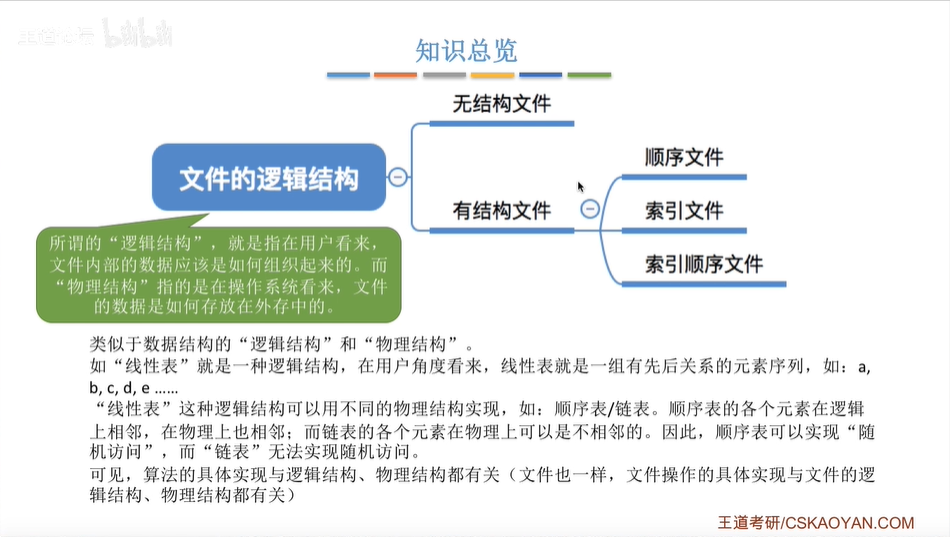 王道论坛 bilibili
知识总览
无结构文件
文件的逻辑结构
有结构文件
顺序文件
索引文件
索引顺序文件
所谓的“逻辑结构”，就是指在用户看来，
文件内部的数据应该是如何组织起来的。而
“物理结构”指的是在操作系统看来，文件
的数据是如何存放在外存中的。
类似于数据结构的“逻辑结构”和“物理结构”。
如“线性表”就是一种逻辑结构，在用户角度看来，线性表就是一组有先后关系的元素序列，如：a,
b, c, d, e ......
“线性表”这种逻辑结构可以用不同的物理结构实现，如：顺序表/链表。顺序表的各个元素在逻辑
上相邻，在物理上也相邻；而链表的各个元素在物理上可以是不相邻的。因此，顺序表可以实现“随
机访问”，而“链表”无法实现随机访问。
可见，算法的具体实现与逻辑结构、物理结构都有关（文件也一样，文件操作的具体实现与文件的逻
辑结构、物理结构都有关）
王道考研/CSKAOYAN.COM